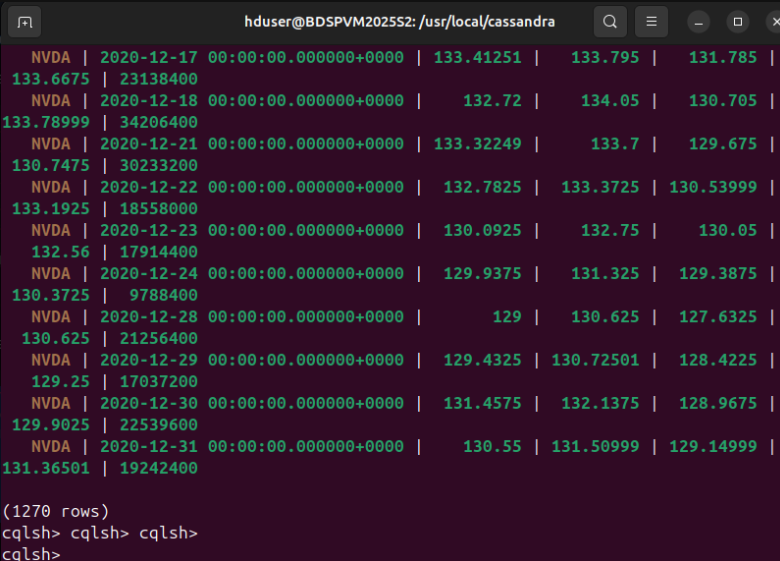 hduser@BDSPVM2025S2: /usr/local/cassandra
NVDA | 2020-12-17 00:00:00.000000+0000 | 133.41251 | 133.795 | 131.785 |
133.6675 | 23138400
NVDA | 2020-12-18 00:00:00.000000+0000 | 132.72 | 134.05 | 130.705 |
133.78999 | 34206400
NVDA | 2020-12-21 00:00:00.000000+0000 | 133.32249 | 133.7 | 129.675 |
130.7475 | 30233200
NVDA | 2020-12-22 00:00:00.000000+0000 | 132.7825 | 133.3725 | 130.53999 |
133.1925 | 18558000
NVDA | 2020-12-23 00:00:00.000000+0000 | 130.0925 | 132.75 | 130.05 |
132.56 | 17914400
NVDA | 2020-12-24 00:00:00.000000+0000 | 129.9375 | 131.325 | 129.3875 |
130.3725 | 9788400
NVDA | 2020-12-28 00:00:00.000000+0000 | 129 | 130.625 | 127.6325 |
130.625 | 21256400
NVDA | 2020-12-29 00:00:00.000000+0000 | 129.4325 | 130.72501 | 128.4225 |
129.25 | 17037200
NVDA | 2020-12-30 00:00:00.000000+0000 | 131.4575 | 132.1375 | 128.9675 |
129.9025 | 22539600
NVDA | 2020-12-31 00:00:00.000000+0000 | 130.55 | 131.50999 | 129.14999 |
131.36501 | 19242400
(1270 rows)
cqlsh> cqlsh> cqlsh>
cqlsh>